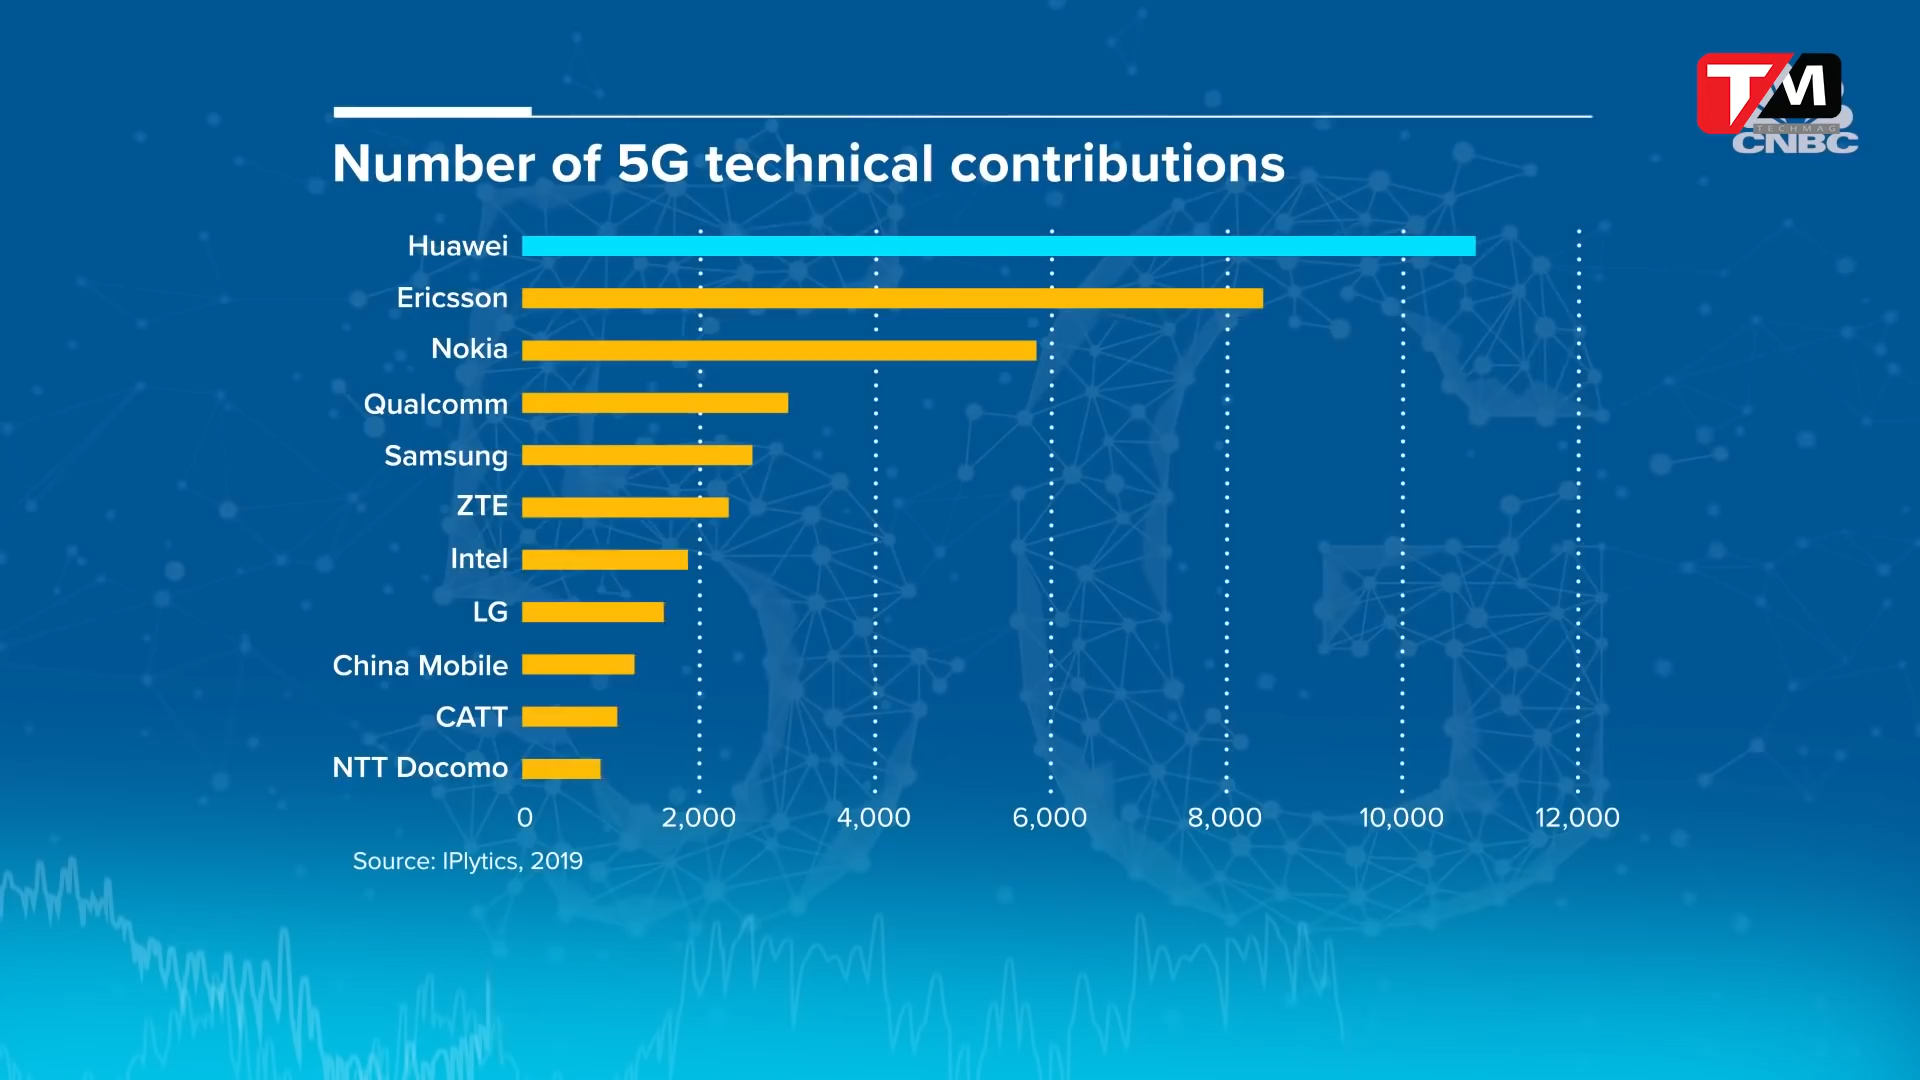 TM
TECHMAG
CNBC
Number of 5G technical contributions
Huawei
Ericsson
Nokia
Qualcomm
Samsung
ZTE
Intel
LG
China Mobile
CATT
NTT Docomo
0 2,000 4,000 6,000 8,000 10,000 12,000
Source: IPlytics, 2019